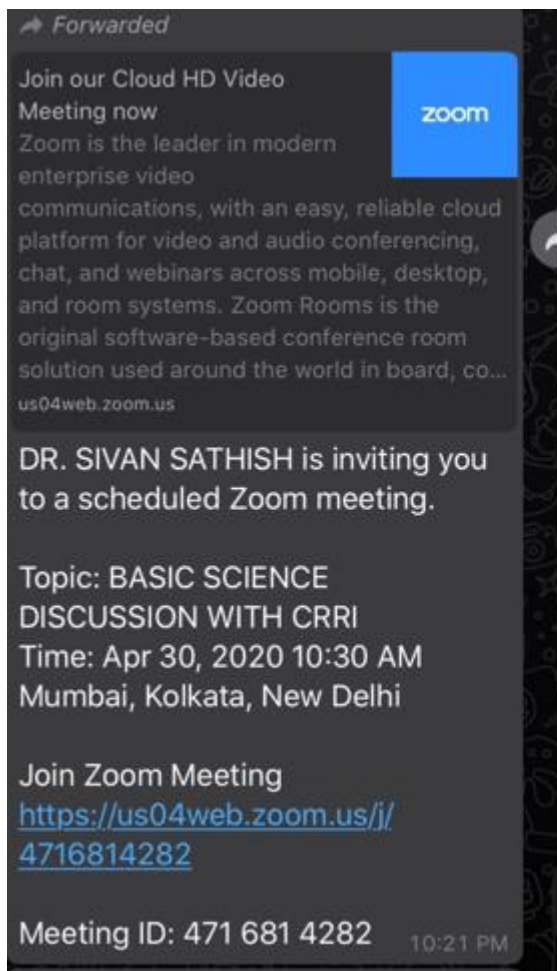 Forwarded
Join our Cloud HD Video
Meeting now
zoom
Zoom is the leader in modern
enterprise video
communications, with an easy, reliable cloud
platform for video and audio conferencing,
chat, and webinars across mobile, desktop,
and room systems. Zoom Rooms is the
original software-based conference room
solution used around the world in board, co...
us04web.zoom.us
DR. SIVAN SATHISH is inviting you
to a scheduled Zoom meeting.
Topic: BASIC SCIENCE
DISCUSSION WITH CRRI
Time: Apr 30, 2020 10:30 AM
Mumbai, Kolkata, New Delhi
Join Zoom Meeting
https://us04web.zoom.us/j/
4716814282
Meeting ID: 471 681 4282
10:21 PM